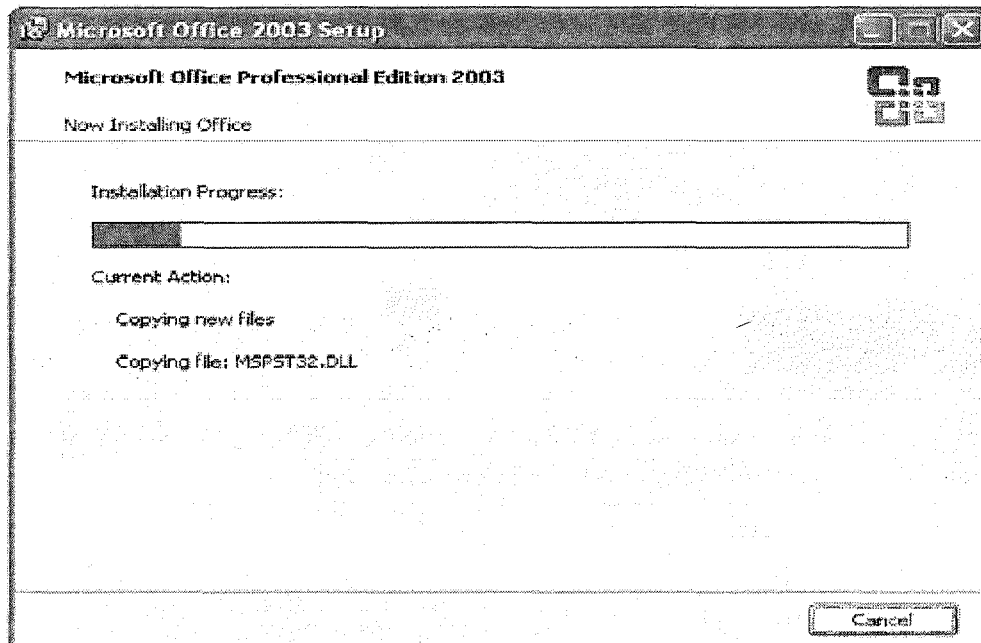 Microsoft Office 2003 Setup
Microsoft Office Professional Edition 2003
Now Installing Office
Installation Progress:
Current Action:
Copying new files
Copying file: MSPST32.DLL
Cancel